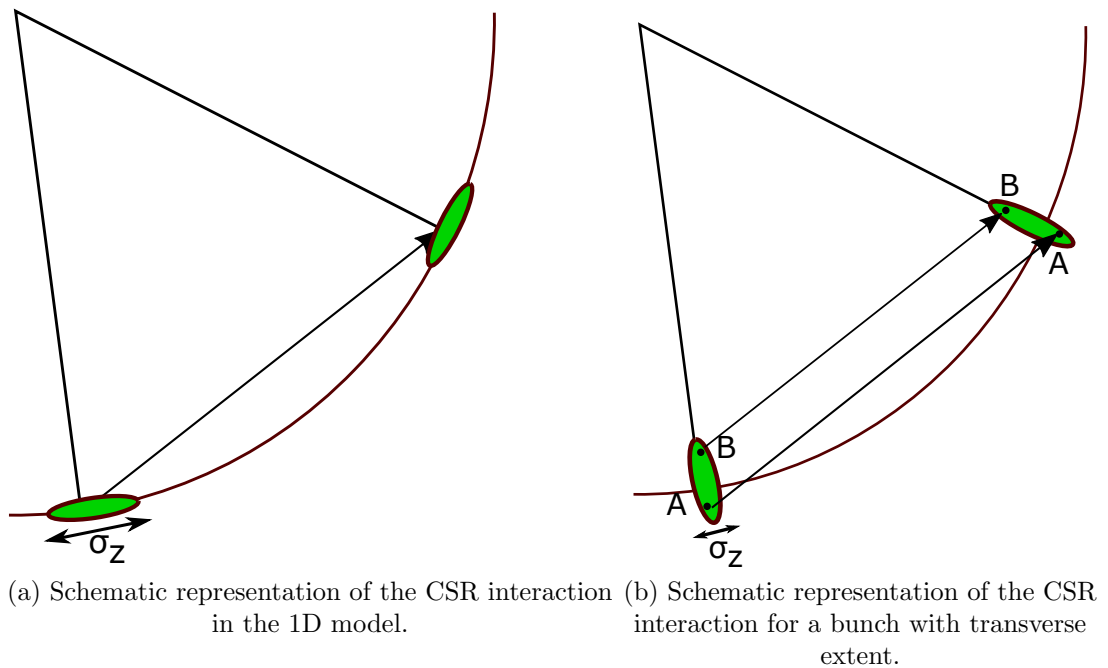 B
A
B
A
σz
σz
(a) Schematic representation of the CSR interaction
in the 1D model.
(b) Schematic representation of the CSR
interaction for a bunch with transverse
extent.